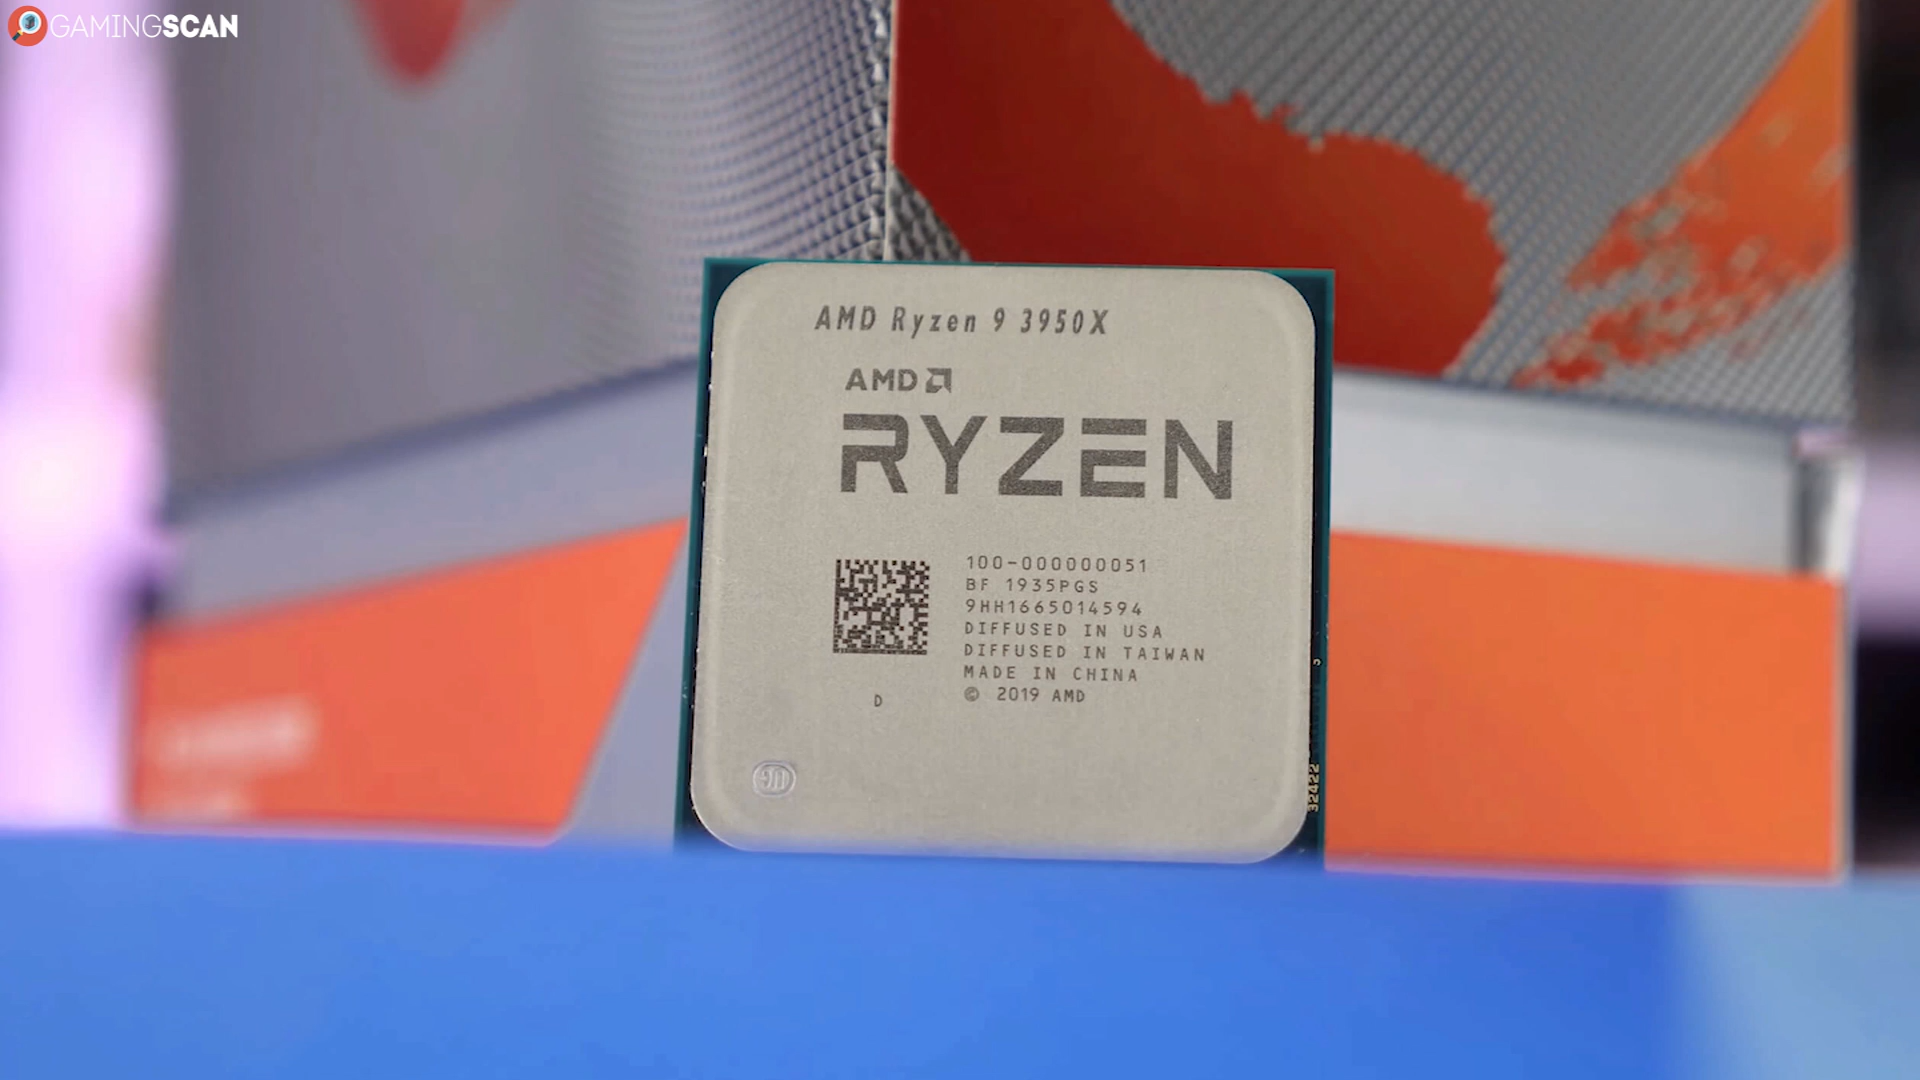 GAMINGSCAN
AMD Ryzen 9 3950X
AMD
RYZEN
100-000000051
BF 1935PGS
9HH1665014594
DIFFUSED IN USA
DIFFUSED IN TAIWAN
MADE IN CHINA
© 2019 AMD
D
32422